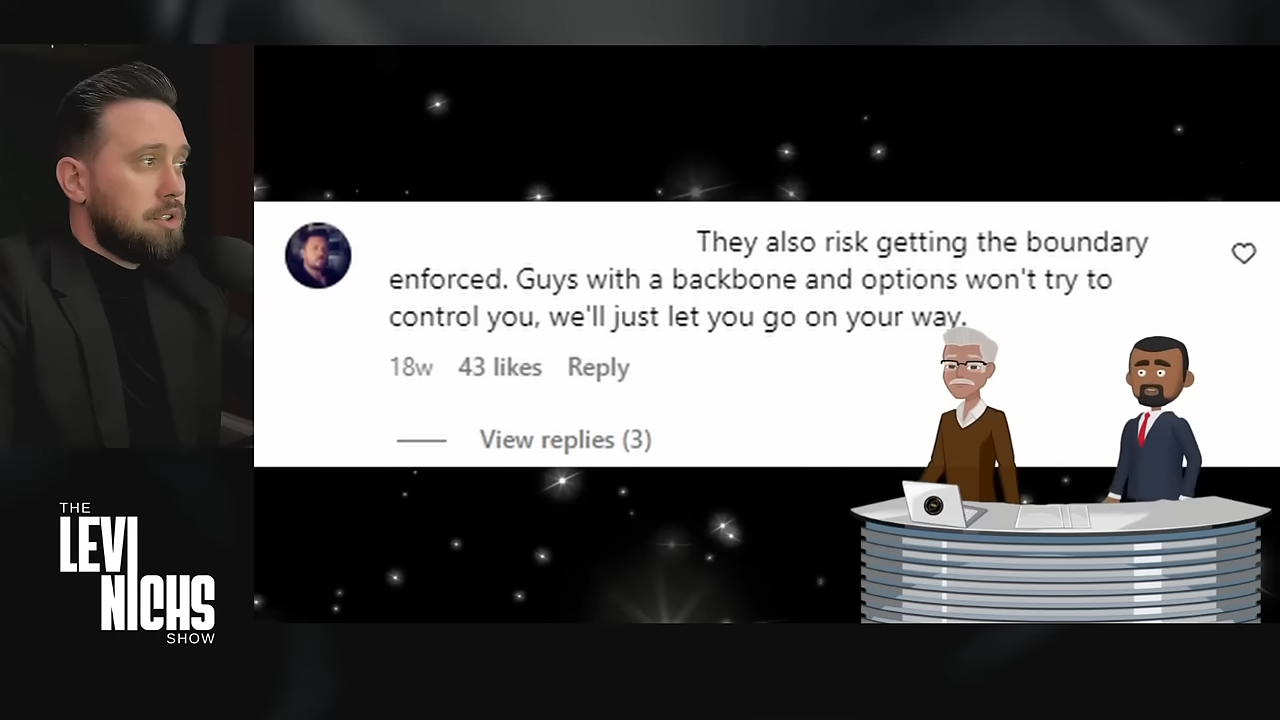 They also risk getting the boundary
enforced. Guys with a backbone and options won't try to
control you, we'll just let you go on your way.
18w 43 likes Reply
View replies (3)
THE
LEVI
NICHS
SHOW